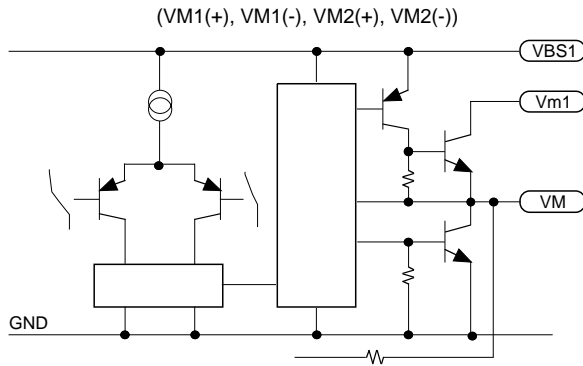 (VM1(+), VM1(-), VM2(+), VM2(-))
VBS1
Vm1
VM
GND